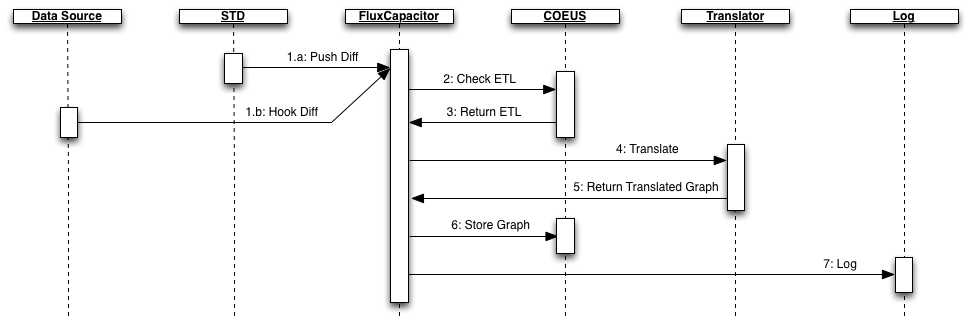 Data Source
STD
FluxCapacitor
COEUS
Translator
Log
1.a: Push Diff
2: Check ETL
1.b: Hook Diff
3: Return ETL
4: Translate
5: Return Translated Graph
6: Store Graph
7: Log